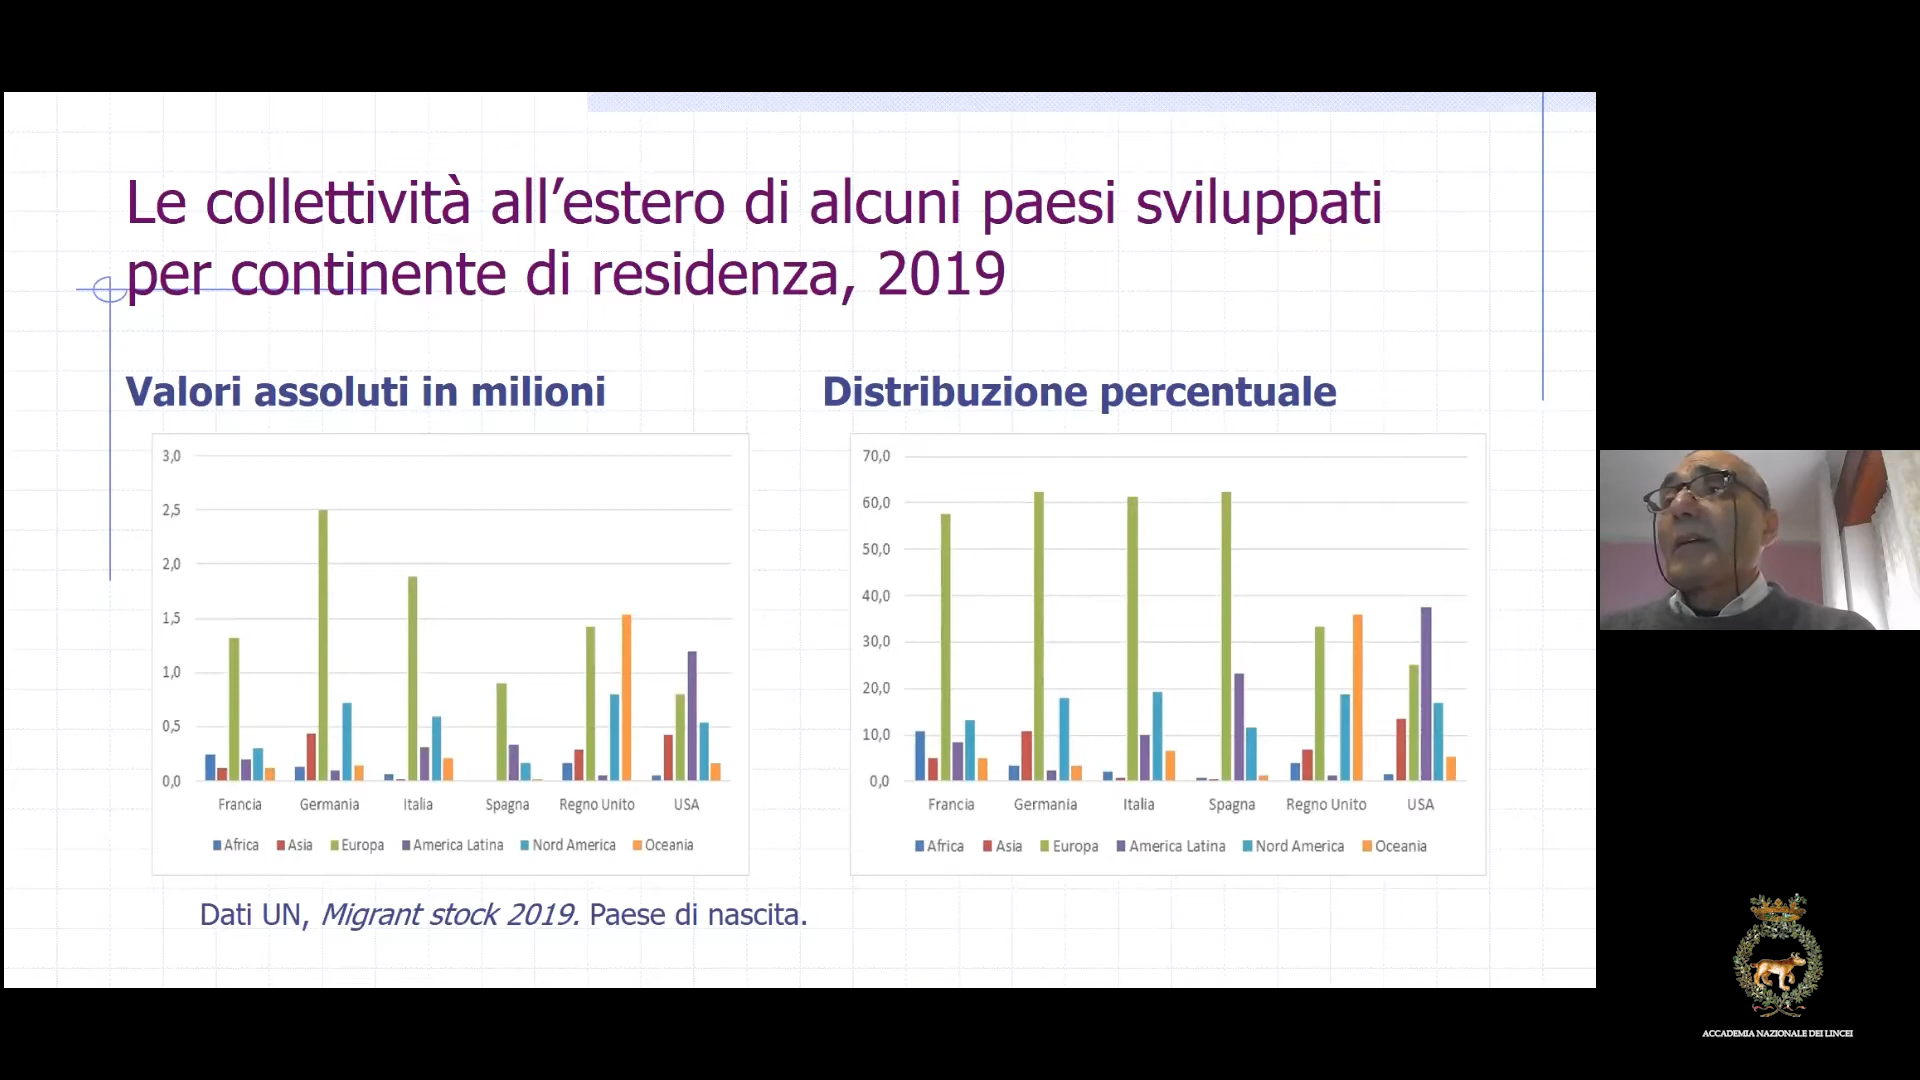 Le collettività all’estero di alcuni paesi sviluppati
per continente di residenza, 2019
Valori assoluti in milioni
3,0
2,5
2,0
1,5
1,0
0,5
0,0
Francia Germania Italia Spagna Regno Unito USA
Africa Asia Europa America Latina Nord America Oceania
Distribuzione percentuale
70,0
60,0
50,0
40,0
30,0
20,0
10,0
0,0
Francia Germania Italia Spagna Regno Unito USA
Africa Asia Europa America Latina Nord America Oceania
Dati UN, Migrant stock 2019. Paese di nascita.
ACCADEMIA NAZIONALE DEI LINCEI